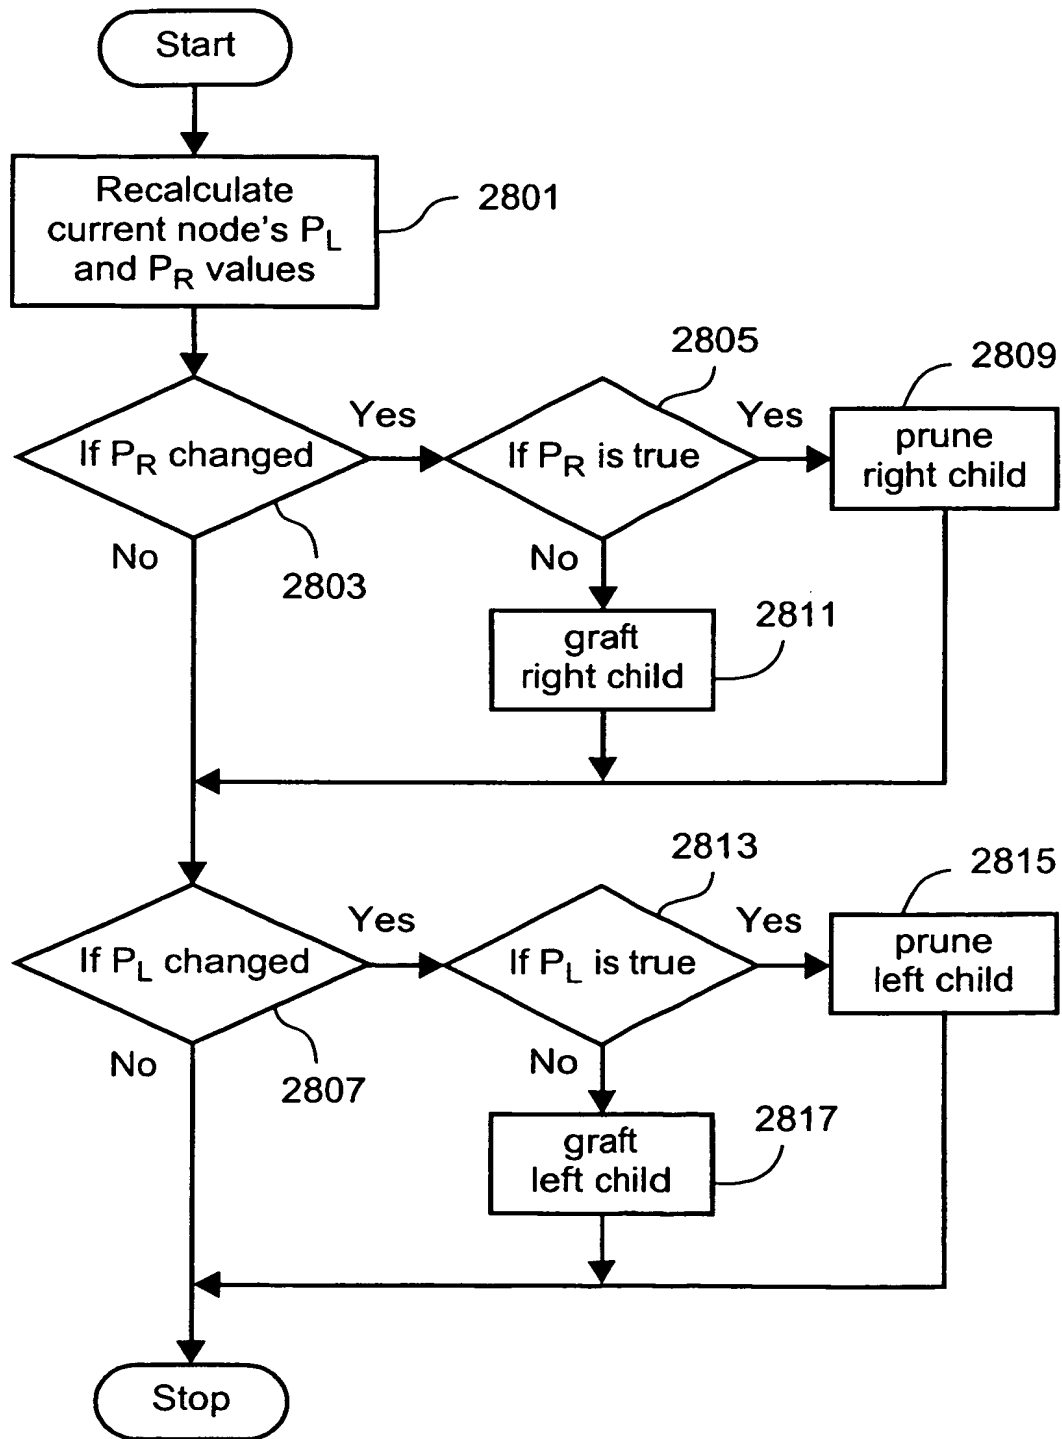 Start
Recalculate
current node's PL
and PR values
2801
If PR changed
Yes
2803
No
If PR is true
2805
Yes
No
prune
right child
2809
graft
right child
2811
If PL changed
Yes
2807
No
If PL is true
2813
Yes
No
prune
left child
2815
graft
left child
2817
Stop